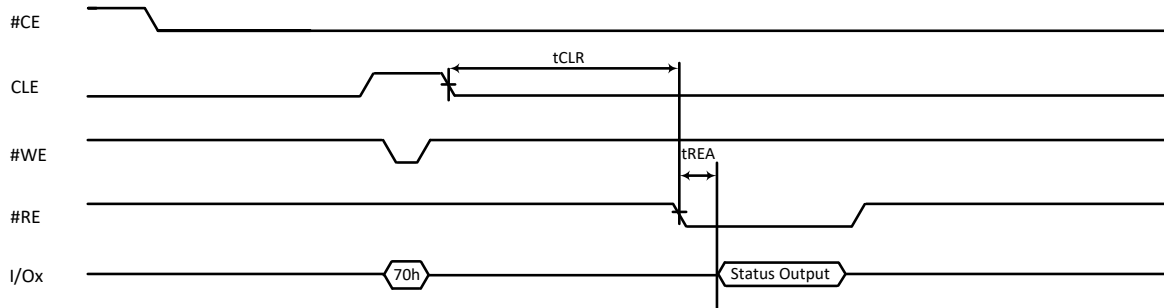 #CE
tCLR
CLE
#WE
tREA
#RE
I/Ox
70h
Status Output